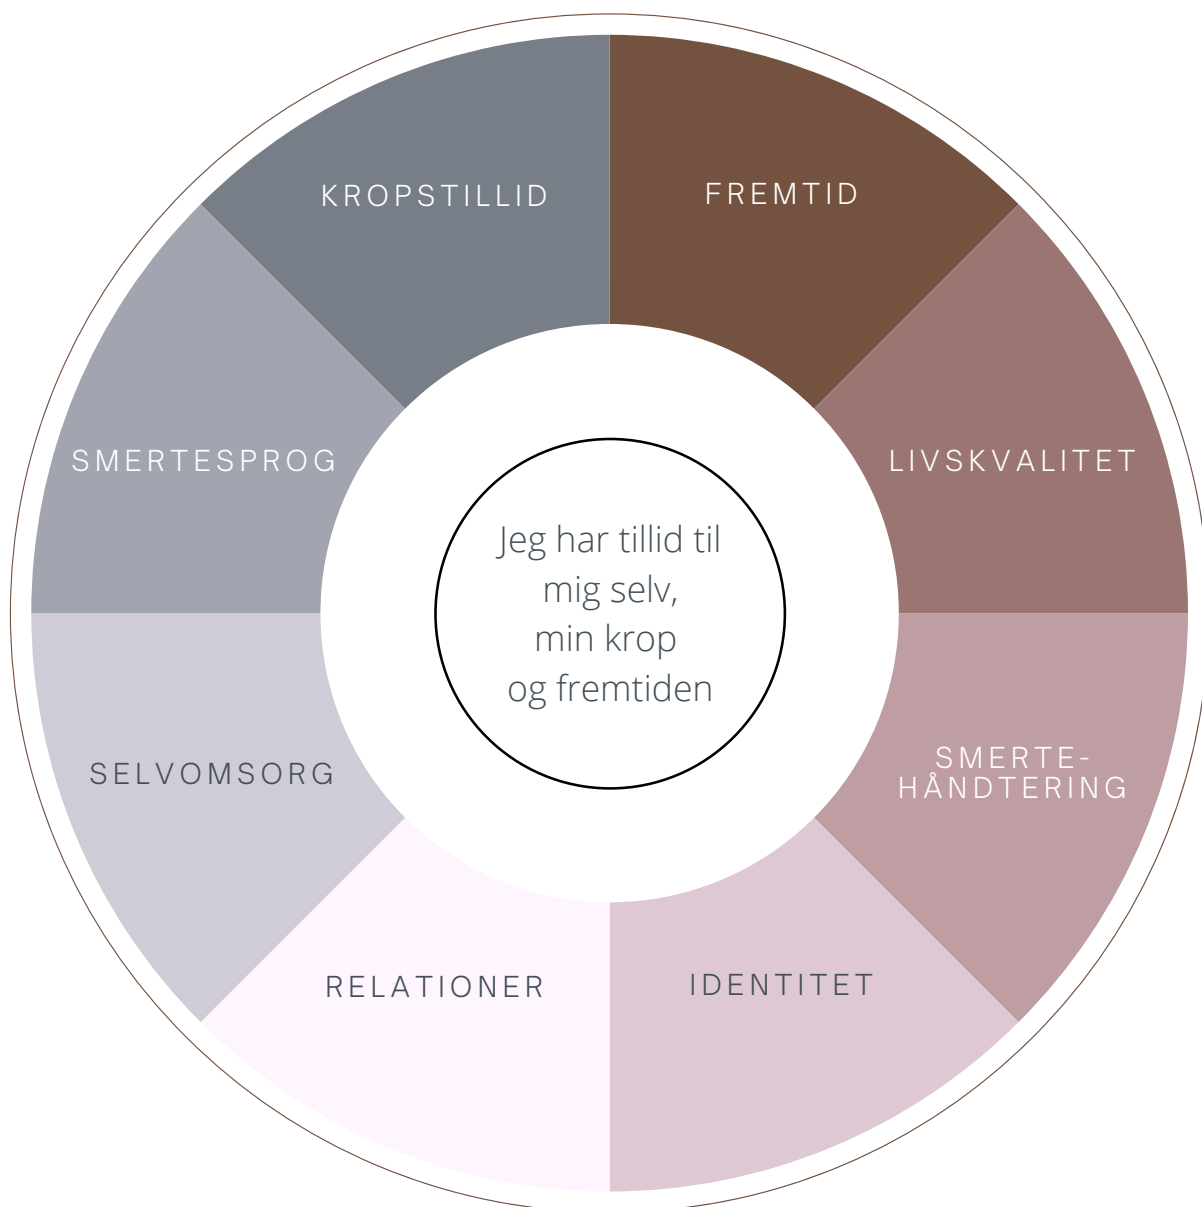 KROPSTILLID
FREMTID
SMERTESPROG
LIVSKVALITET
Jeg har tillid til
mig selv,
min krop
og fremtiden
SELVOMSORG
SMERTE-
HÅNDTERING
RELATIONER
IDENTITET